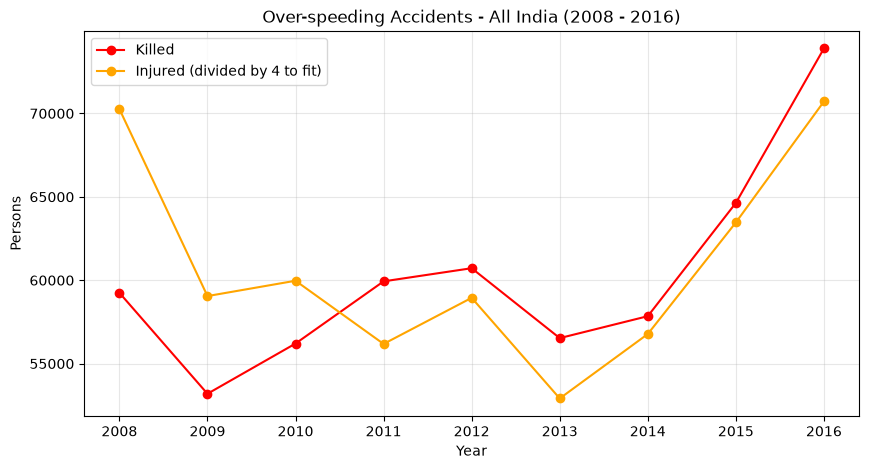 Over-speeding Accidents - All India (2008 - 2016)
Killed
Injured (divided by 4 to fit)
Persons
70000
65000
60000
55000
2008 2009 2010 2011 2012 2013 2014 2015 2016
Year